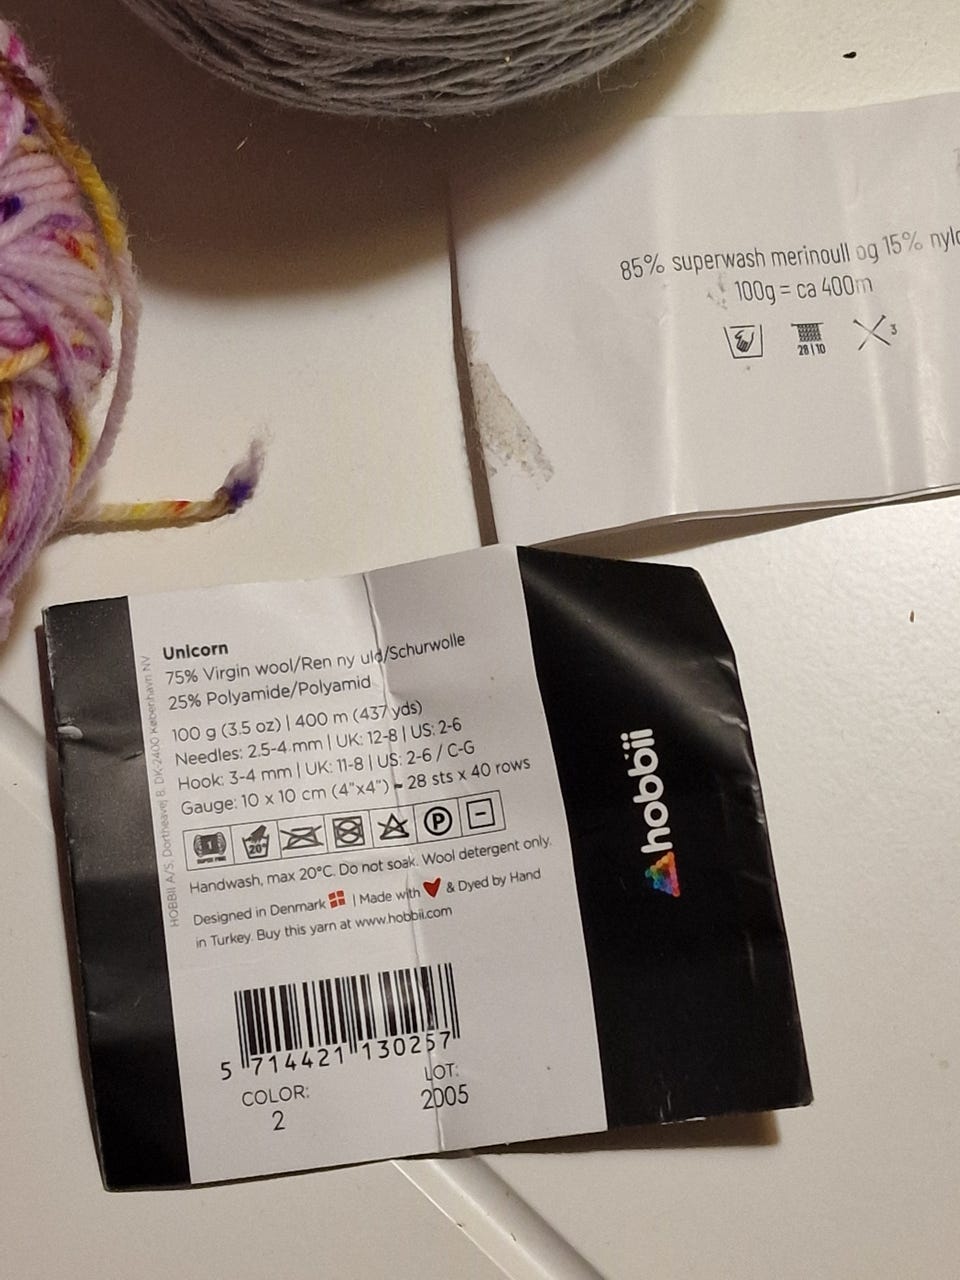 85% superwash merinoull og 15%
100g = ca 400m
28|10
3
Unicorn
75% Virgin wool/Ren ny uld/Schurwolle
25% Polyamide/Polyamid
100 g (3.5 oz) | 400 m (437 yds)
Needles: 2.5-4 mm | UK: 12-8 | US: 2-6
Hook: 3-4 mm | UK: 11-8 | US: 2-6 / C-G
Gauge: 10 x 10 cm (4"x4") ~ 28 sts x 40 rows
1 SUPER FINE 20° P
Handwash, max 20°C. Do not soak. Wool detergent only.
Designed in Denmark | Made with & Dyed by Hand
in Turkey. Buy this yarn at www.hobbii.com
5 714421 130257
COLOR: LOT:
2 2005
HOBBII A/S, Dortheavej 8, DK-2400 København NV
hobbii